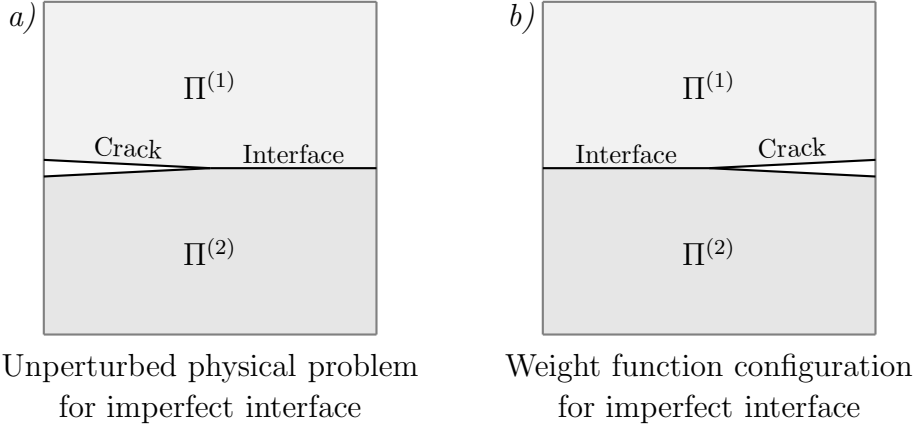 a)
Π(1)
Crack
Interface
Π(2)
Unperturbed physical problem
for imperfect interface
b)
Π(1)
Interface
Crack
Π(2)
Weight function configuration
for imperfect interface